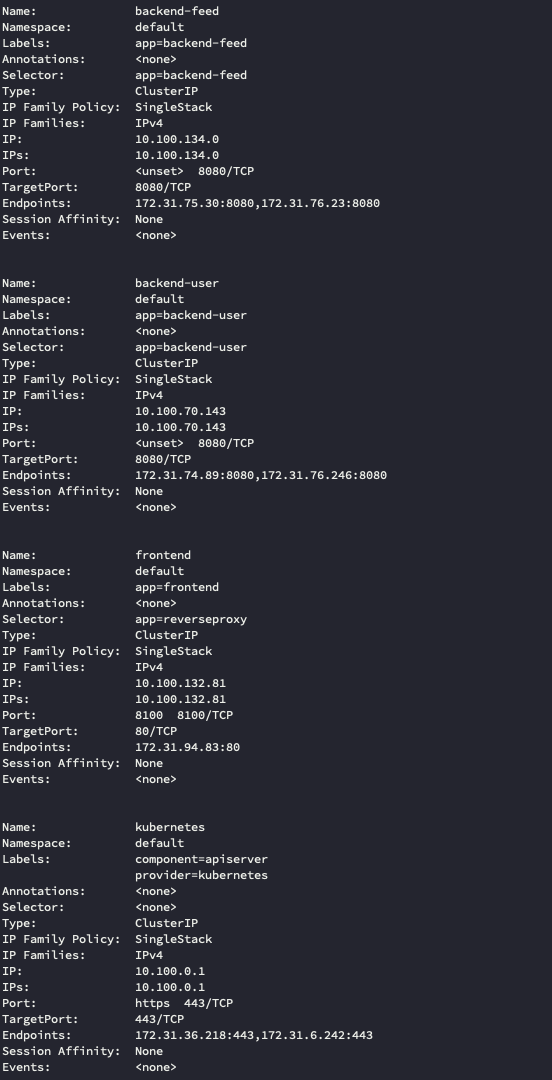 Name:              backend-feed
Namespace:         default
Labels:            app=backend-feed
Annotations:       <none>
Selector:          app=backend-feed
Type:              ClusterIP
IP Family Policy:  SingleStack
IP Families:       IPv4
IP:                10.100.134.0
IPs:               10.100.134.0
Port:              <unset>  8080/TCP
TargetPort:        8080/TCP
Endpoints:         172.31.75.30:8080,172.31.76.23:8080
Session Affinity:  None
Events:            <none>

Name:              backend-user
Namespace:         default
Labels:            app=backend-user
Annotations:       <none>
Selector:          app=backend-user
Type:              ClusterIP
IP Family Policy:  SingleStack
IP Families:       IPv4
IP:                10.100.70.143
IPs:               10.100.70.143
Port:              <unset>  8080/TCP
TargetPort:        8080/TCP
Endpoints:         172.31.74.89:8080,172.31.76.246:8080
Session Affinity:  None
Events:            <none>

Name:              frontend
Namespace:         default
Labels:            app=frontend
Annotations:       <none>
Selector:          app=reverseproxy
Type:              ClusterIP
IP Family Policy:  SingleStack
IP Families:       IPv4
IP:                10.100.132.81
IPs:               10.100.132.81
Port:              8100  8100/TCP
TargetPort:        80/TCP
Endpoints:         172.31.94.83:80
Session Affinity:  None
Events:            <none>

Name:              kubernetes
Namespace:         default
Labels:            component=apiserver
                   provider=kubernetes
Annotations:       <none>
Selector:          <none>
Type:              ClusterIP
IP Family Policy:  SingleStack
IP Families:       IPv4
IP:                10.100.0.1
IPs:               10.100.0.1
Port:              https  443/TCP
TargetPort:        443/TCP
Endpoints:         172.31.36.218:443,172.31.6.242:443
Session Affinity:  None
Events:            <none>